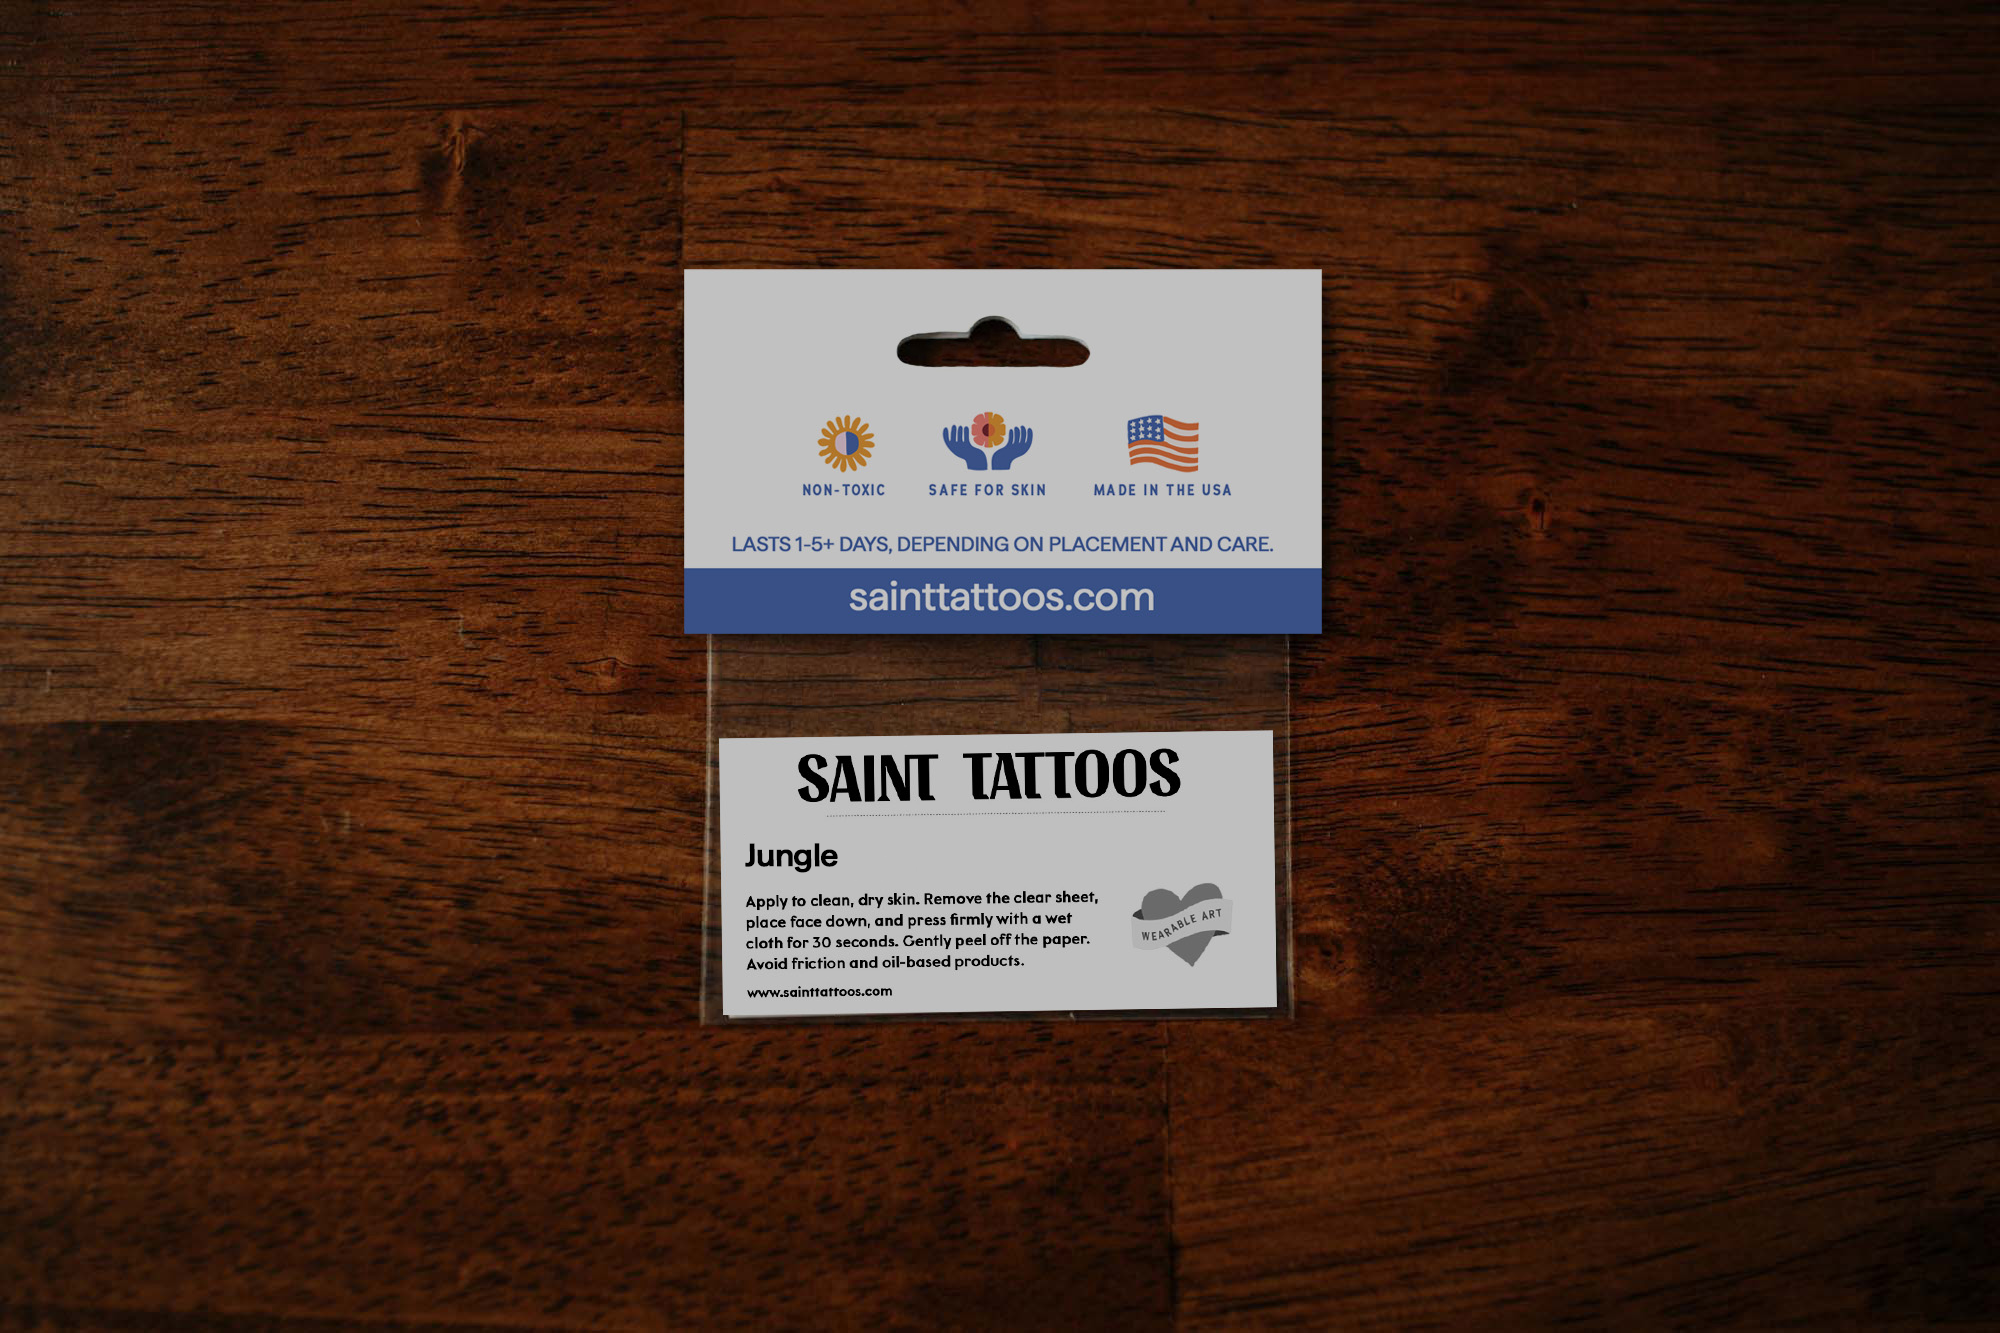 NON-TOXIC
SAFE FOR SKIN
MADE IN THE USA
LASTS 1-5+ DAYS, DEPENDING ON PLACEMENT AND CARE.
sainttattoos.com
SAINT TATTOOS
Jungle
Apply to clean, dry skin. Remove the clear sheet,
place face down, and press firmly with a wet
cloth for 30 seconds. Gently peel off the paper.
Avoid friction and oil-based products.
WEARABLE ART
www.sainttattoos.com